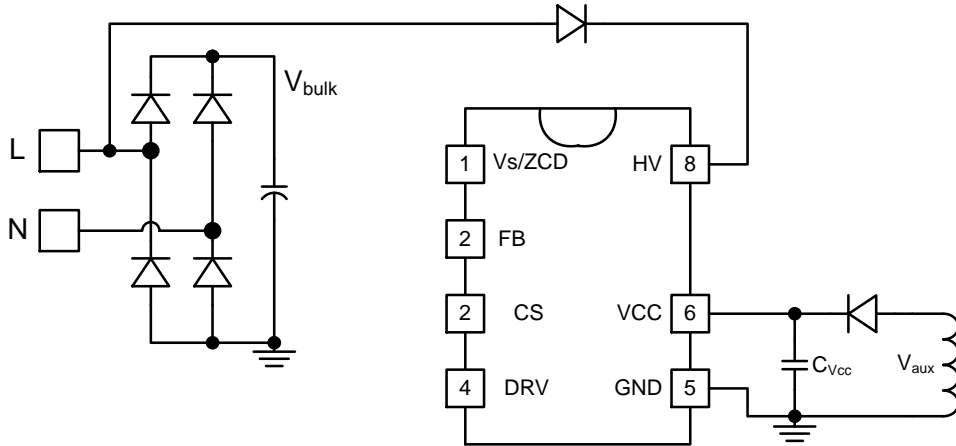 V_bulk
L
N
1 Vs/ZCD HV 8
2 FB
2 CS VCC 6
C_Vcc V_aux
4 DRV GND 5